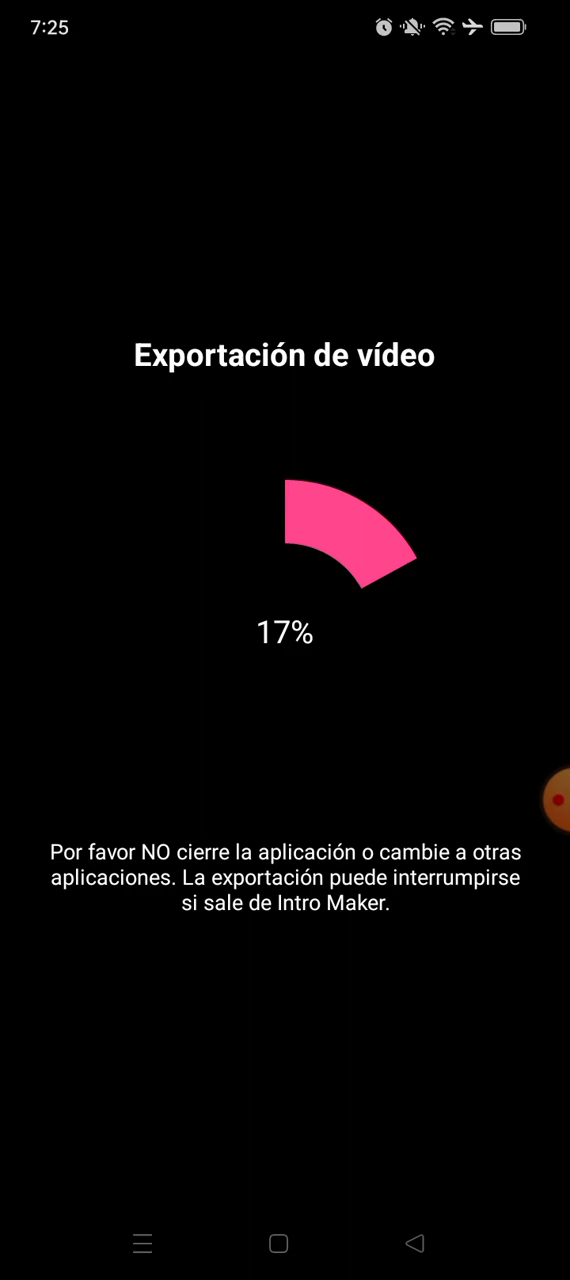 7:25
Exportación de vídeo
17%
Por favor NO cierre la aplicación o cambie a otras
aplicaciones. La exportación puede interrumpirse
si sale de Intro Maker.